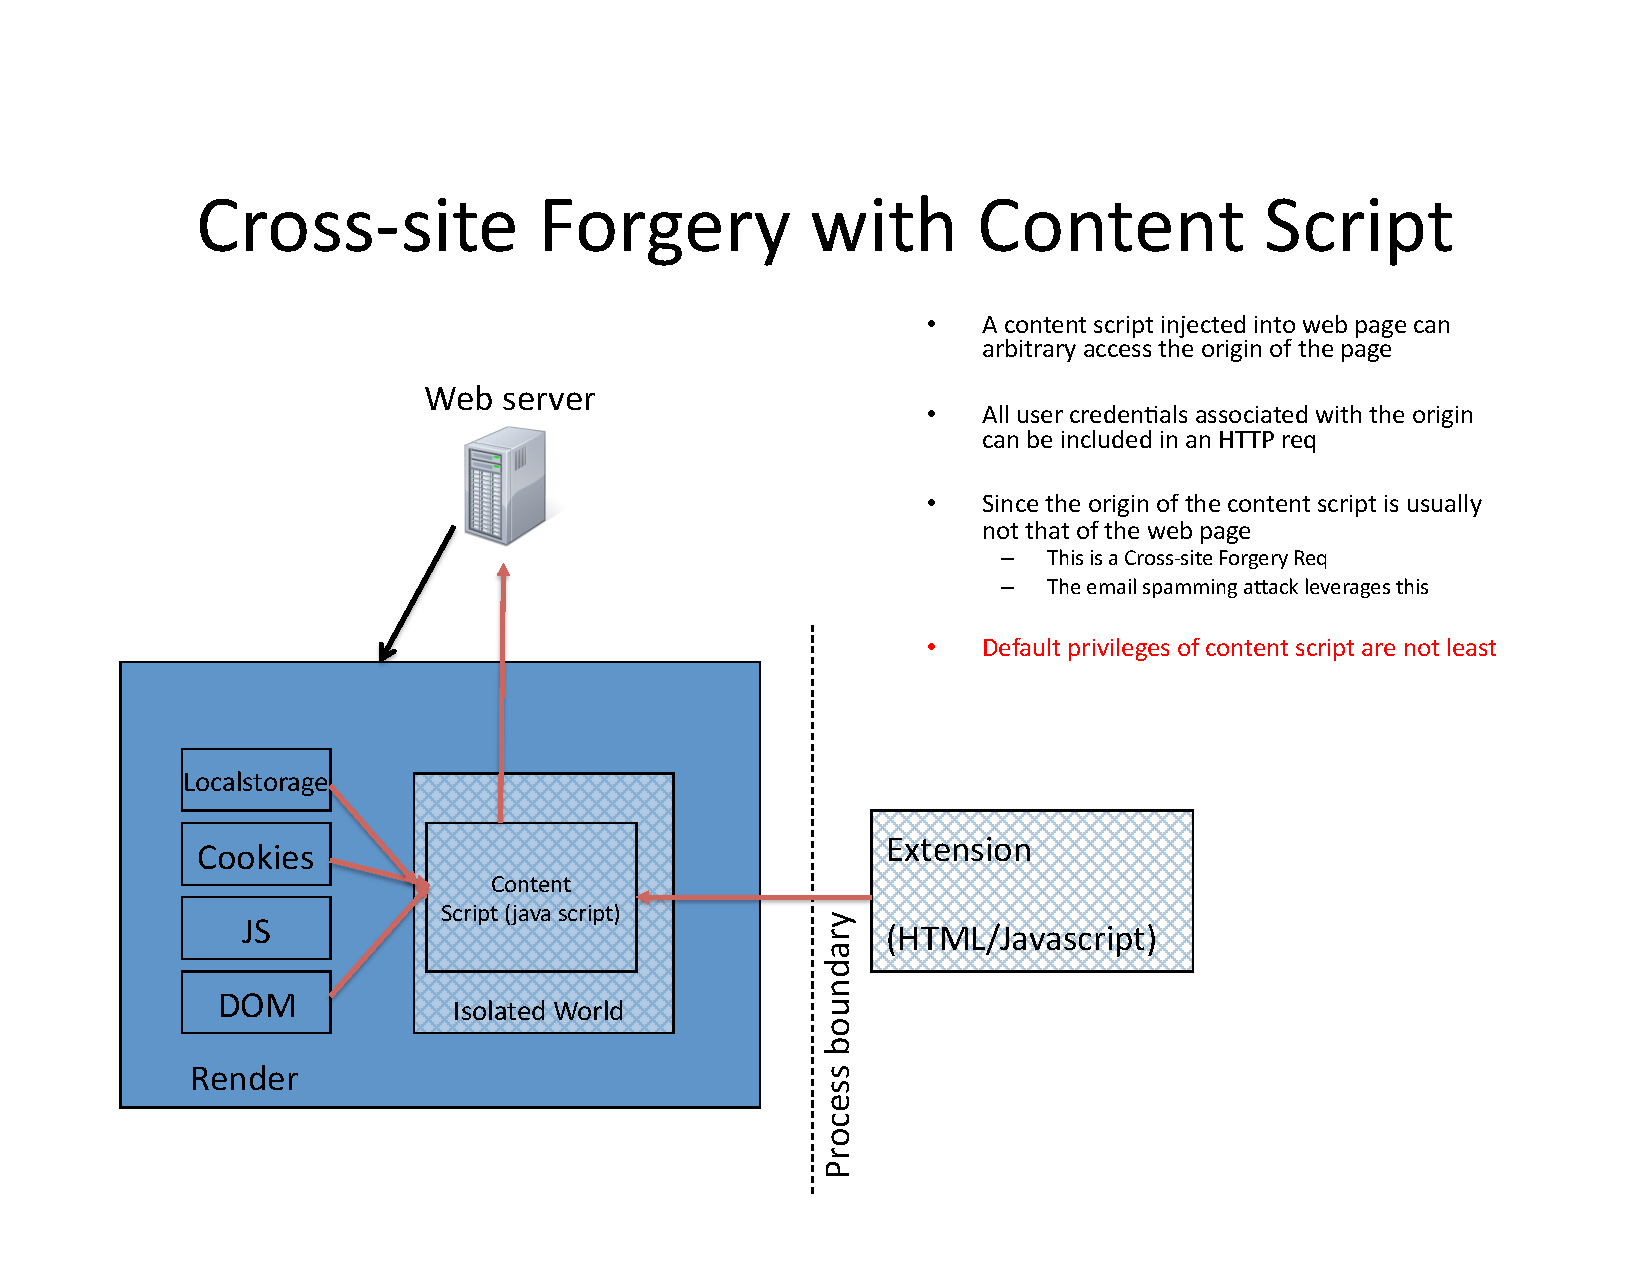 Cross-site Forgery with Content Script
• A content script injected into web page can
arbitrary access the origin of the page
• All user credentials associated with the origin
can be included in an HTTP req
• Since the origin of the content script is usually
not that of the web page
– This is a Cross-site Forgery Req
– The email spamming attack leverages this
• Default privileges of content script are not least
Web server
Localstorage
Cookies
JS
DOM
Render
Content
Script (java script)
Isolated World
Process boundary
Extension
(HTML/Javascript)